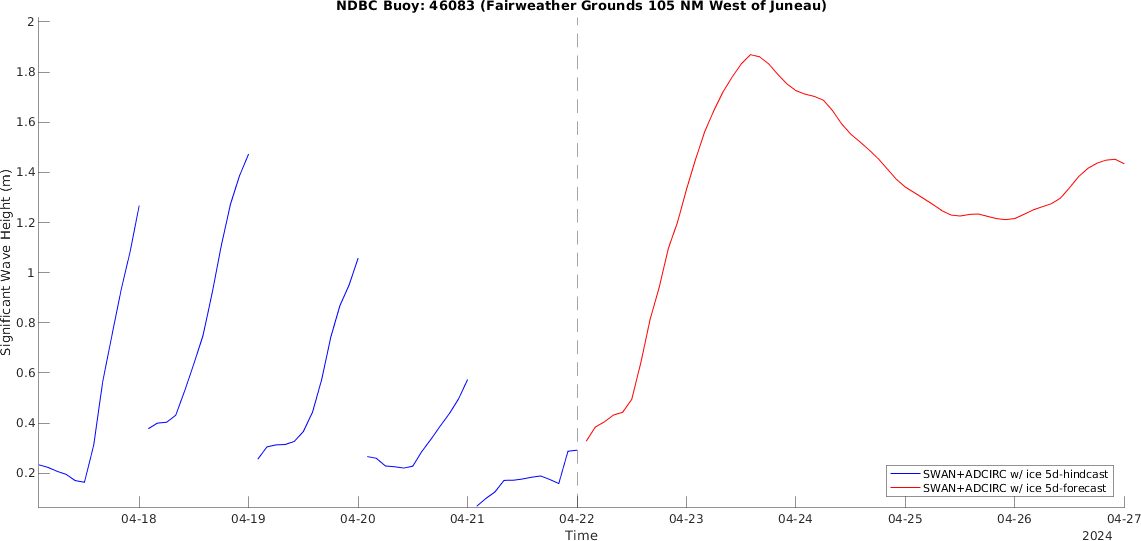 NDBC Buoy: 46083 (Fairweather Grounds 105 NM West of Juneau)
2
1.8
1.6
1.4
1.2
1
0.8
0.6
0.4
0.2
Significant Wave Height (m)
SWAN+ADCIRC w/ ice 5d-hindcast
SWAN+ADCIRC w/ ice 5d-forecast
04-18 04-19 04-20 04-21 04-22 04-23 04-24 04-25 04-26 04-27
Time
2024